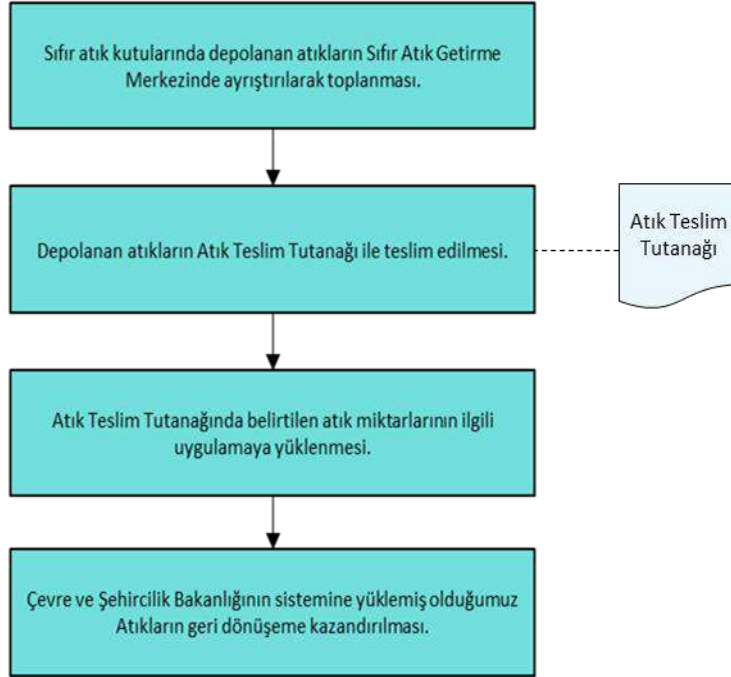 Sıfır atık kutularında depolanan atıkların Sıfır Atık Getirme
Merkezinde ayrıştırılarak toplanması.
Depolanan atıkların Atık Teslim Tutanağı ile teslim edilmesi.
Atık Teslim
Tutanağı
Atık Teslim Tutanağında belirtilen atık miktarlarının ilgili
uygulamaya yüklenmesi.
Çevre ve Şehircilik Bakanlığının sistemine yüklemiş olduğumuz
Atıkların geri dönüşeme kazandırılması.